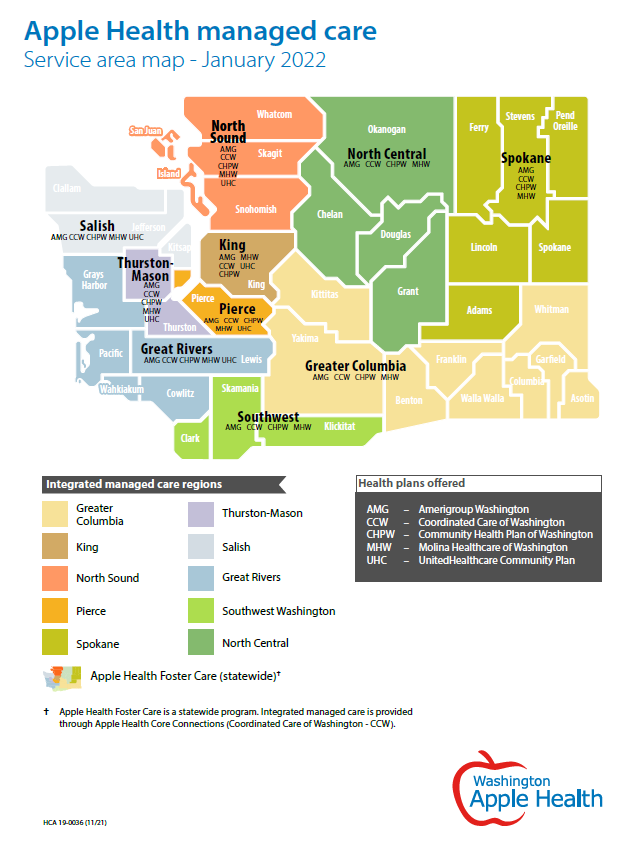 Apple Health managed care
Service area map - January 2022
Whatcom
San Juan
North
Sound
AMG
CCW
CHPW
MHW
UHC
Skagit
Island
Snohomish
Okanogan
North Central
AMG CCW CHPW MHW
Chelan
Douglas
Grant
Ferry
Stevens
Pend
Oreille
Spokane
AMG
CCW
CHPW
MHW
Lincoln
Spokane
Adams
Clallam
Salish
Jefferson
AMG CCW CHPW MHW UHC
Kitsap
King
AMG MHW
CCW UHC
CHPW
King
Thurston-
Mason
AMG
CCW
CHPW
MHW
UHC
Thurston
Grays
Harbor
Pierce
Pierce
AMG CCW CHPW
MHW UHC
Kittitas
Yakima
Whitman
Pacific
Great Rivers
AMG CCW CHPW MHW UHC
Lewis
Wahkiakum
Cowlitz
Greater Columbia
AMG CCW CHPW MHW
Franklin
Garfield
Columbia
Benton
Walla Walla
Asotin
Skamania
Southwest
AMG CCW CHPW MHW
Klickitat
Clark
Integrated managed care regions
Greater
Columbia
King
North Sound
Pierce
Spokane
Thurston-Mason
Salish
Great Rivers
Southwest Washington
North Central
Apple Health Foster Care (statewide)†
Health plans offered
AMG – Amerigroup Washington
CCW – Coordinated Care of Washington
CHPW – Community Health Plan of Washington
MHW – Molina Healthcare of Washington
UHC – UnitedHealthcare Community Plan
† Apple Health Foster Care is a statewide program. Integrated managed care is provided
through Apple Health Core Connections (Coordinated Care of Washington - CCW).
Washington
Apple Health
HCA 19-0036 (11/21)